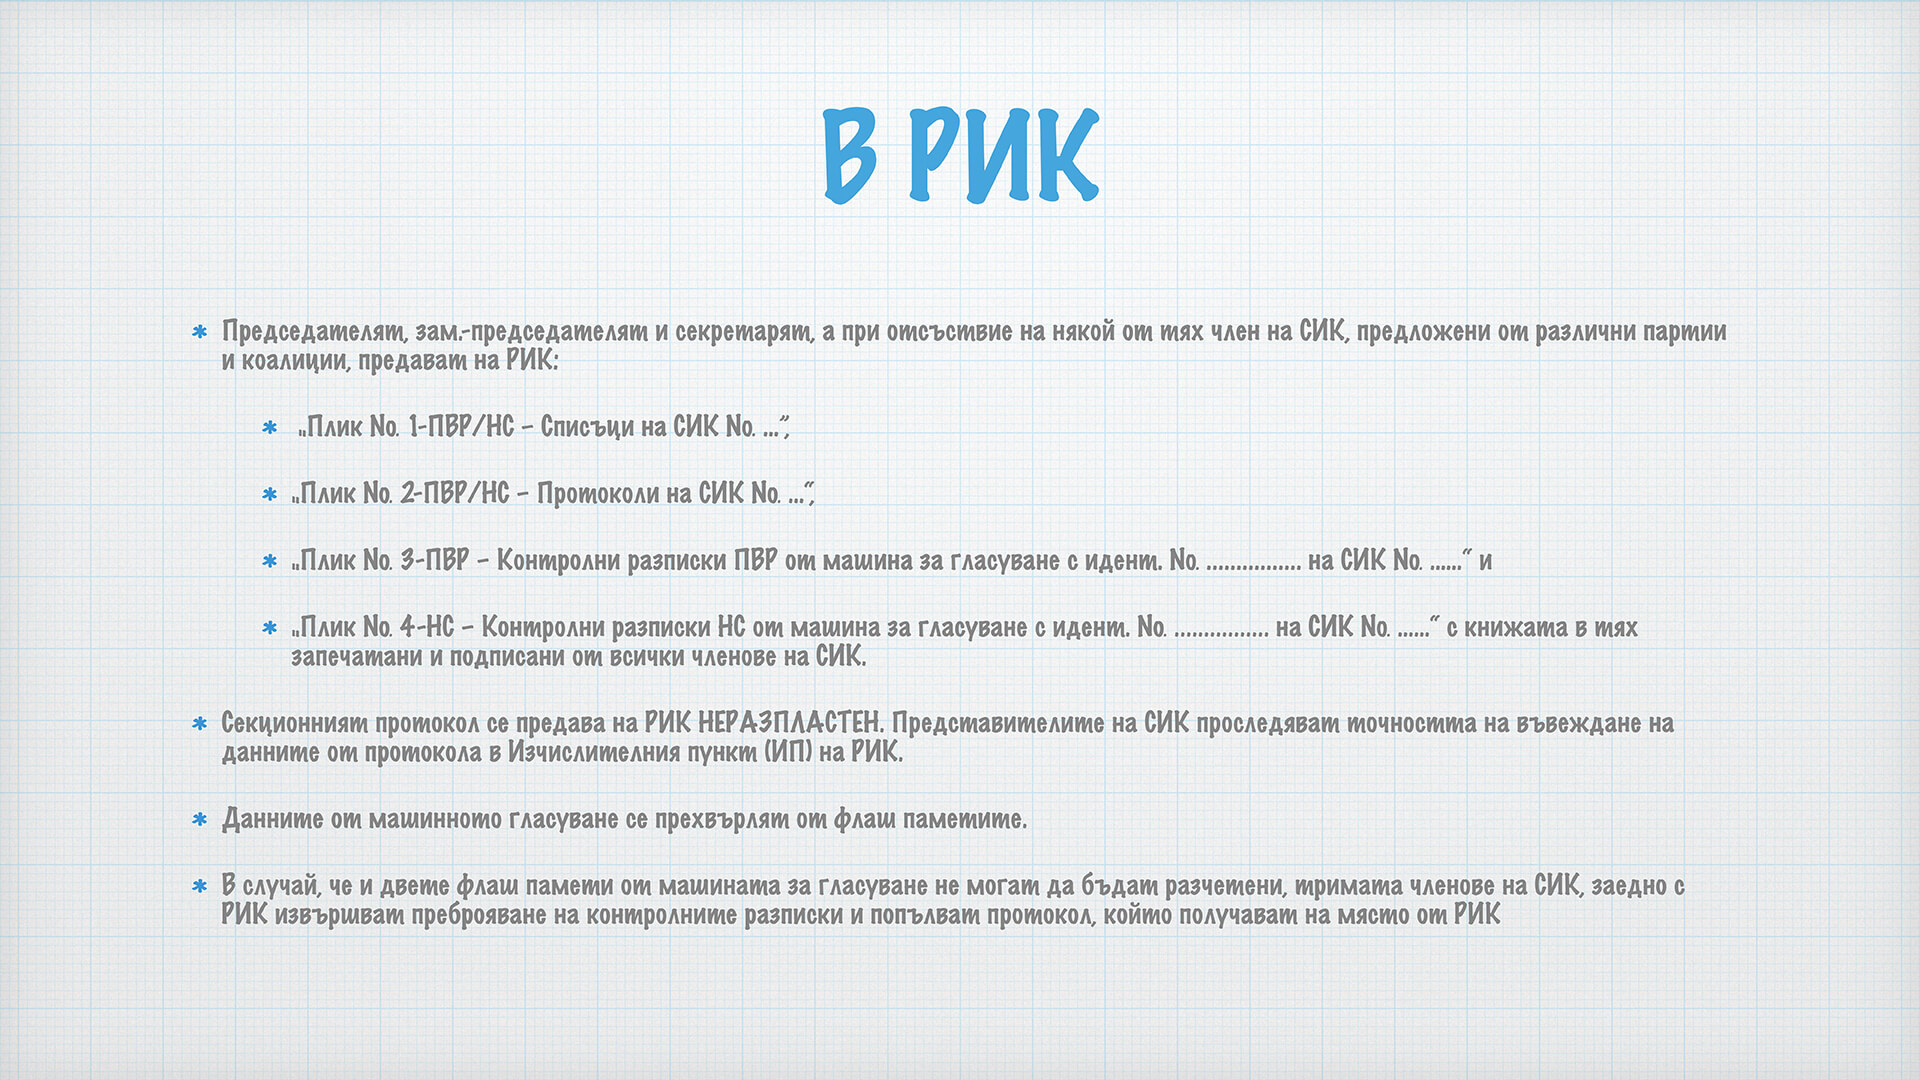 В РИК
* Председателят, зам.-председателят и секретарят, а при отсъствие на някой от тях член на СИК, предложени от различни партии
и коалиции, предават на РИК:
* „Плик No. 1-ПВР/НС – Списъци на СИК No. ...”,
* „Плик No. 2-ПВР/НС – Протоколи на СИК No. ...“,
* „Плик No. 3-ПВР – Контролни разписки ПВР от машина за гласуване с идент. No. ................ на СИК No. ......“ и
* „Плик No. 4-НС – Контролни разписки НС от машина за гласуване с идент. No. ................ на СИК No. ......“ с книжата в тях
запечатани и подписани от всички членове на СИК.
* Секционният протокол се предава на РИК НЕРАЗПЛАСТЕН. Представителите на СИК проследяват точността на въвеждане на
данните от протокола в Изчислителния пункт (ИП) на РИК.
* Данните от машинното гласуване се прехвърлят от флаш паметите.
* В случай, че и двете флаш памети от машината за гласуване не могат да бъдат разчетени, тримата членове на СИК, заедно с
РИК извършват преброяване на контролните разписки и попълват протокол, който получават на място от РИК